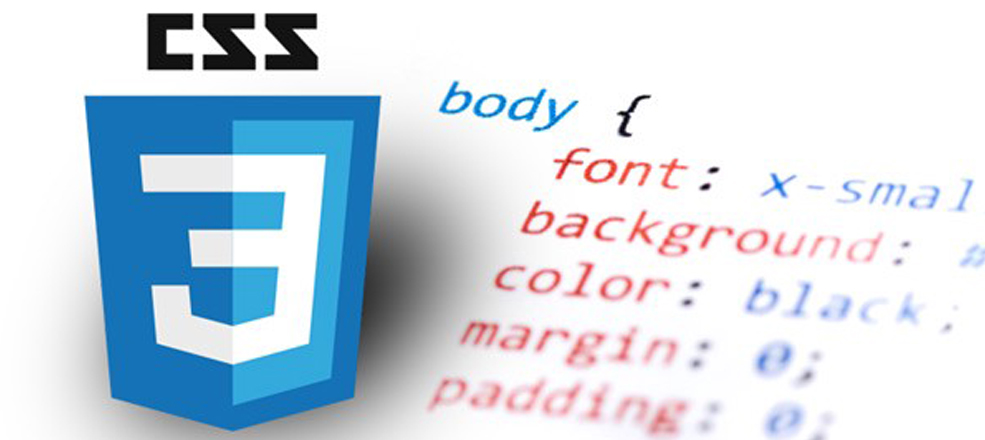 CSS
3
body {
font: x-smal
background: #
color: black;
margin: 0;
padding: 0;